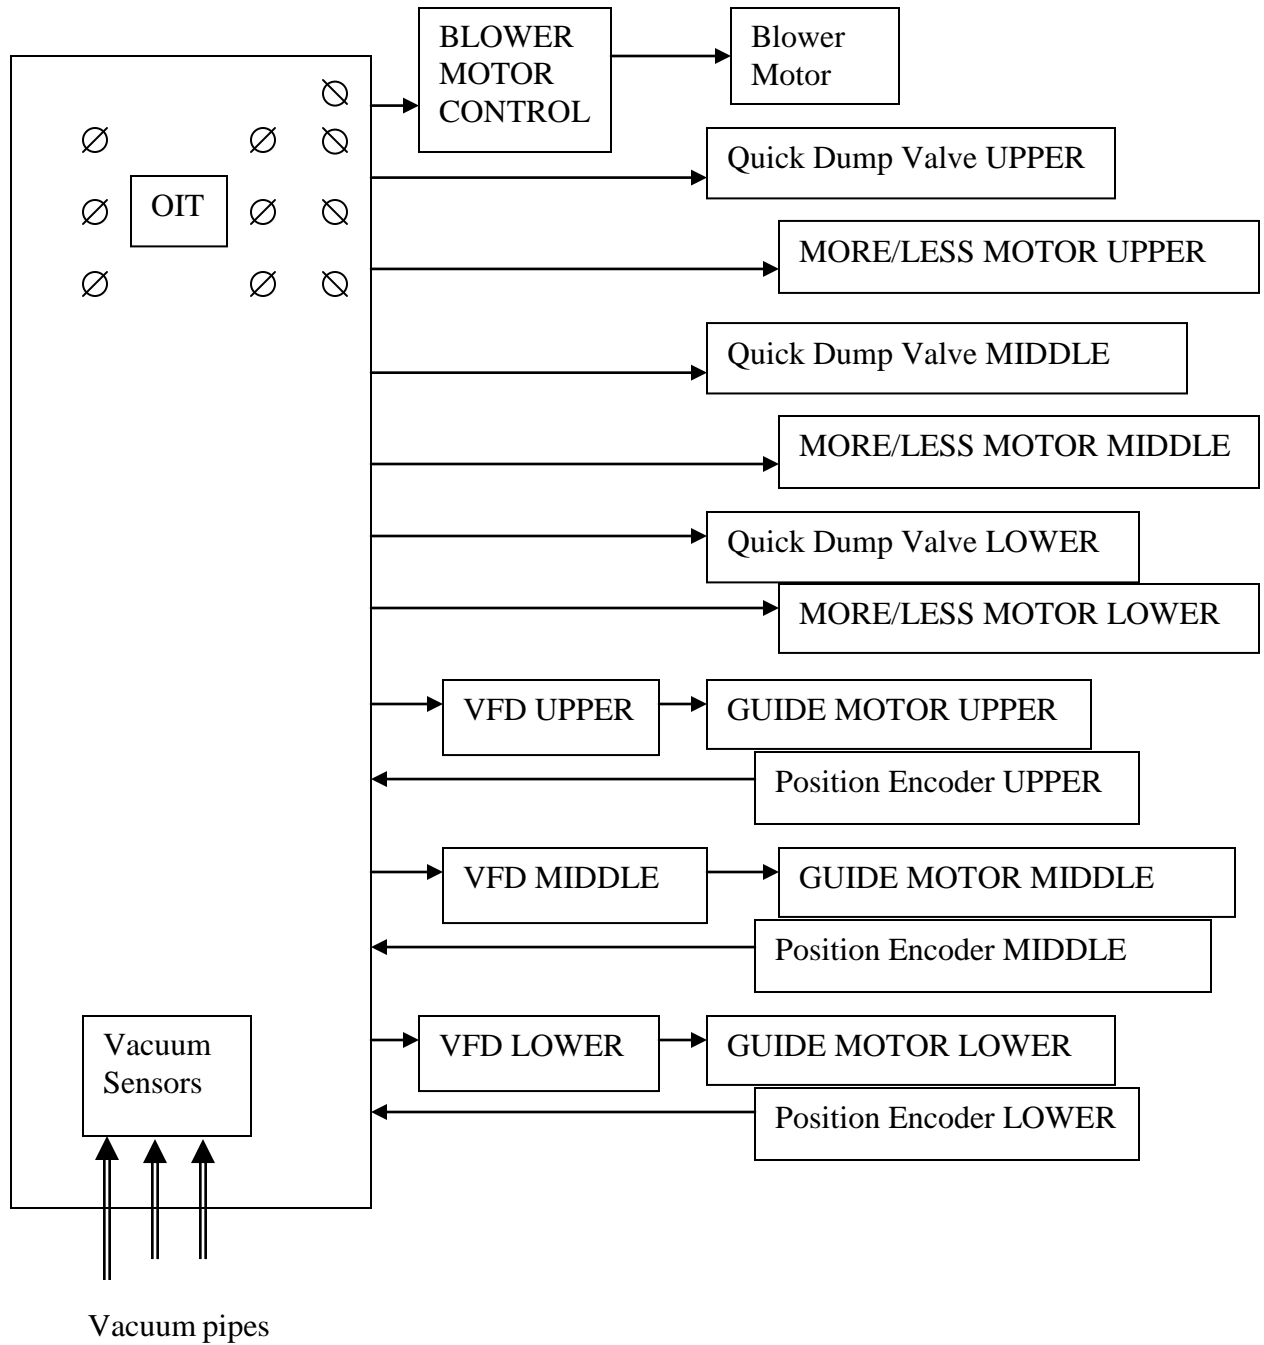 BLOWER
MOTOR
CONTROL
Blower
Motor
OIT
Quick Dump Valve UPPER
MORE/LESS MOTOR UPPER
Quick Dump Valve MIDDLE
MORE/LESS MOTOR MIDDLE
Quick Dump Valve LOWER
MORE/LESS MOTOR LOWER
VFD UPPER
GUIDE MOTOR UPPER
Position Encoder UPPER
VFD MIDDLE
GUIDE MOTOR MIDDLE
Position Encoder MIDDLE
Vacuum
Sensors
VFD LOWER
GUIDE MOTOR LOWER
Position Encoder LOWER
Vacuum pipes